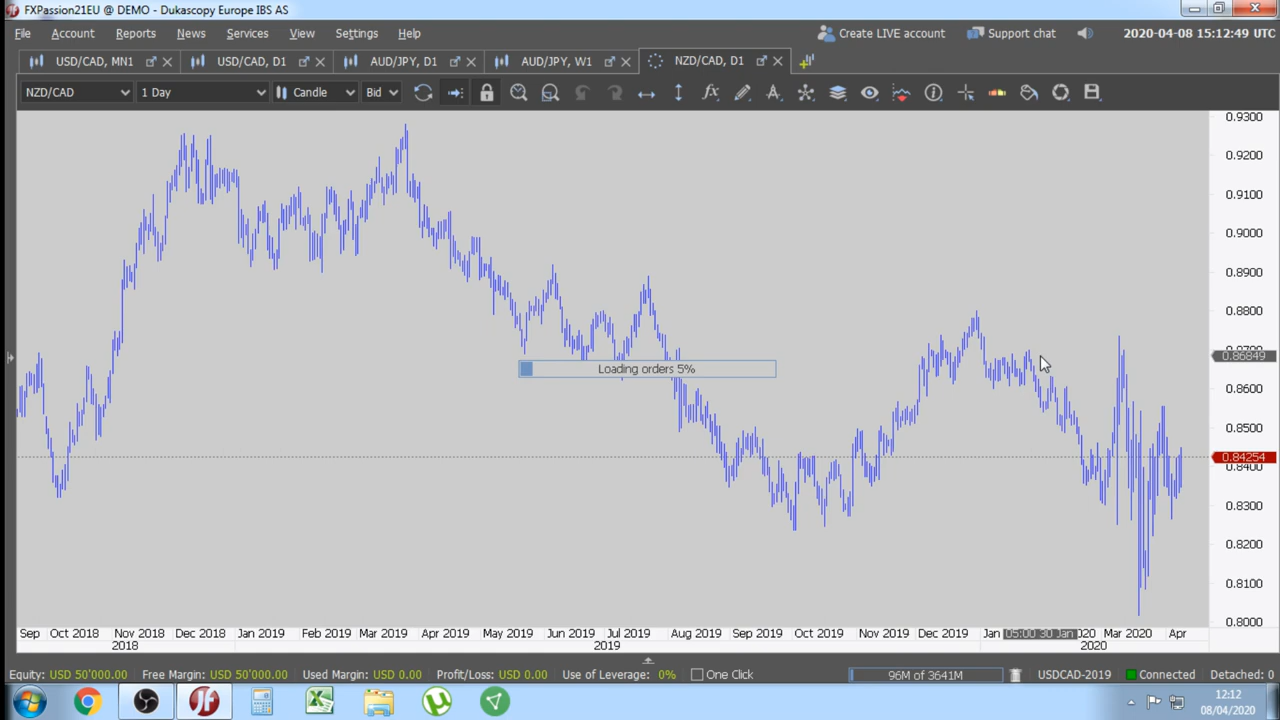 FXPassion21EU @ DEMO - Dukascopy Europe IBS AS
File Account Reports News Services View Settings Help Create LIVE account Support chat 2020-04-08 15:12:49 UTC
USD/CAD, MN1 USD/CAD, D1 AUD/JPY, D1 AUD/JPY, W1 NZD/CAD, D1
NZD/CAD 1 Day Candle Bid
0.9300
0.9200
0.9100
0.9000
0.8900
0.8800
0.86849
Loading orders 5%
0.8600
0.8500
0.84254
0.8400
0.8300
0.8200
0.8100
0.8000
Sep Oct 2018 Nov 2018 Dec 2018 Jan 2019 Feb 2019 Mar 2019 Apr 2019 May 2019 Jun 2019 Jul 2019 Aug 2019 Sep 2019 Oct 2019 Nov 2019 Dec 2019 Jan 05:00 30 Jan 020 Mar 2020 Apr
2018 2019 2020
Equity: USD 50'000.00 Free Margin: USD 50'000.00 Used Margin: USD 0.00 Profit/Loss: USD 0.00 Use of Leverage: 0% One Click 96M of 3641M USDCAD-2019 Connected Detached: 0
12:12
08/04/2020